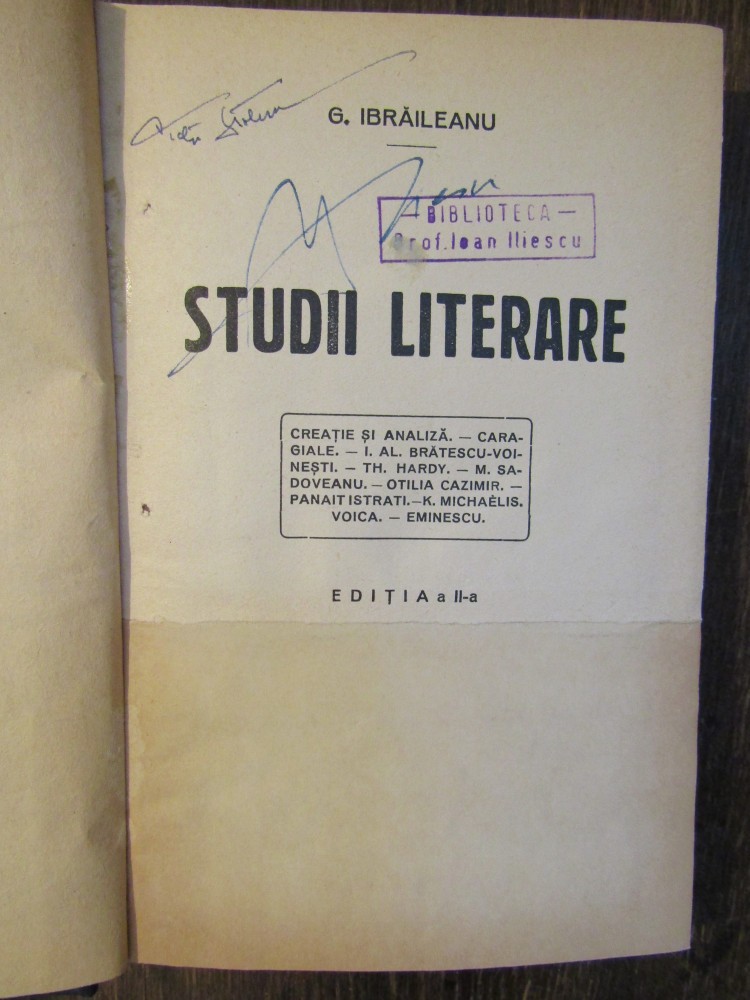 G. IBRĂILEANU
— BIBLIOTECA —
Prof. Ioan Iliescu
STUDII LITERARE
CREAȚIE ȘI ANALIZĂ. — CARA-
GIALE. — I. AL. BRĂTESCU-VOI-
NEȘTI. — TH. HARDY. — M. SA-
DOVEANU. — OTILIA CAZIMIR. —
PANAIT ISTRATI. — K. MICHAËLIS.
VOICA. — EMINESCU.
EDIȚIA a II-a